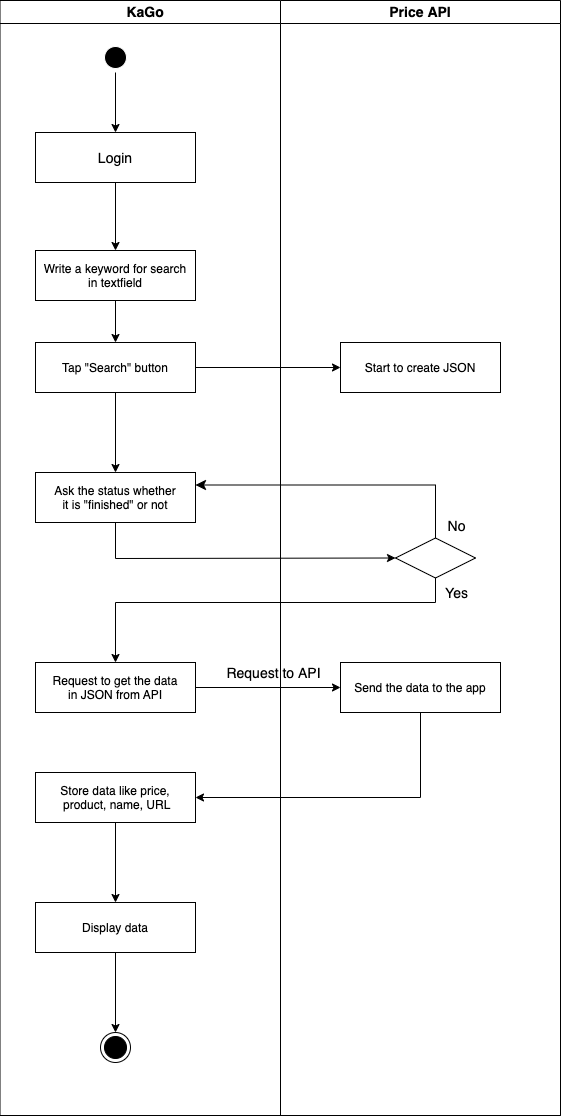 KaGo
Price API
Login
Write a keyword for search
in textfield
Tap "Search" button
Start to create JSON
Ask the status whether
it is "finished" or not
No
Yes
Request to get the data
in JSON from API
Request to API
Send the data to the app
Store data like price,
product, name, URL
Display data